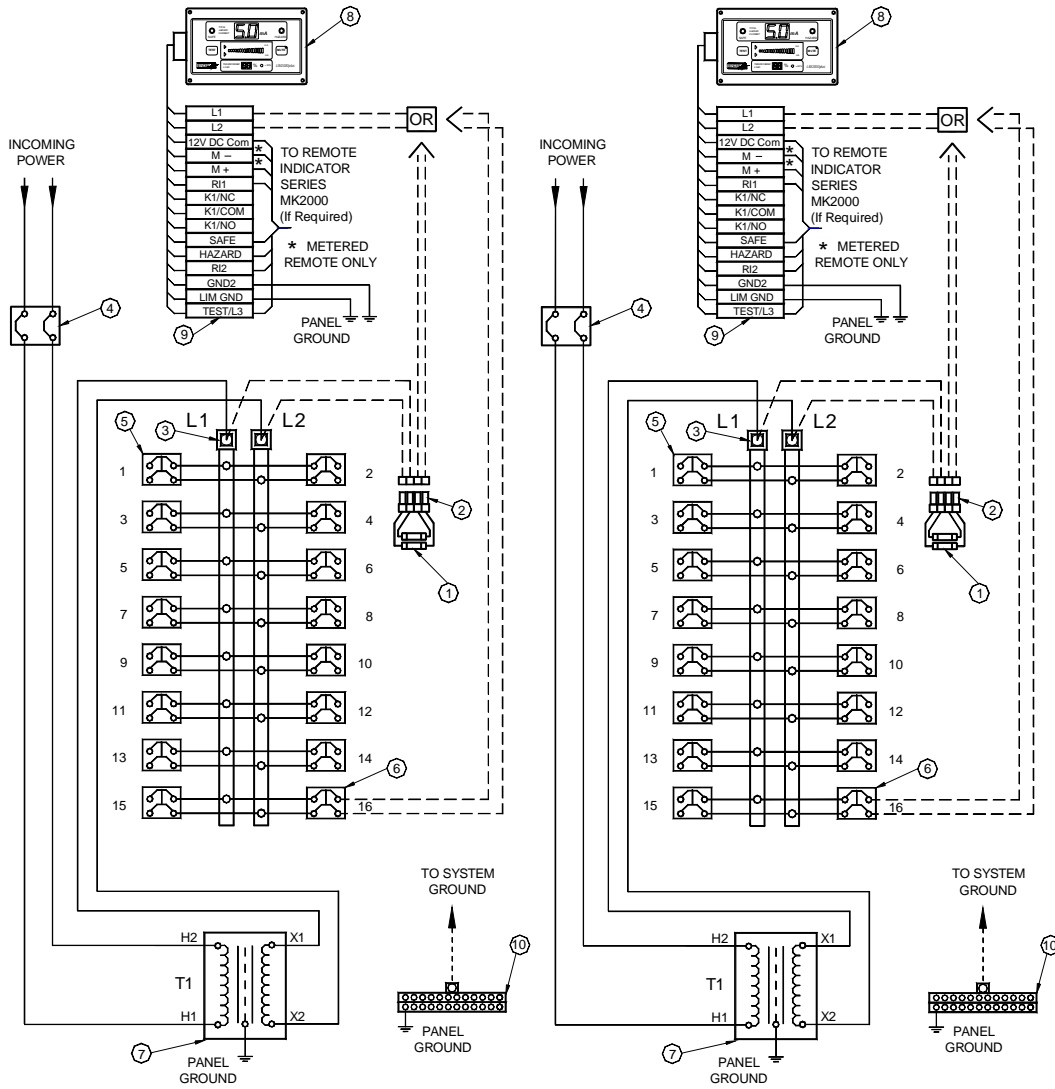 8
5.0 mA
L1
L2
12V DC Com
M –
M +
RI1
K1/NC
K1/COM
K1/NO
SAFE
HAZARD
RI2
GND2
LIM GND
TEST/L3
9
OR
*
*
TO REMOTE
INDICATOR
SERIES
MK2000
(If Required)
* METERED
REMOTE ONLY
PANEL
GROUND
INCOMING
POWER
4
L1
L2
3
5
1
2
3
4
5
6
7
8
9
10
11
12
13
14
15
16
6
2
1
H2
X1
T1
H1
X2
7
PANEL
GROUND
TO SYSTEM
GROUND
10
PANEL
GROUND
8
5.0 mA
L1
L2
12V DC Com
M –
M +
RI1
K1/NC
K1/COM
K1/NO
SAFE
HAZARD
RI2
GND2
LIM GND
TEST/L3
9
OR
*
*
TO REMOTE
INDICATOR
SERIES
MK2000
(If Required)
* METERED
REMOTE ONLY
PANEL
GROUND
INCOMING
POWER
4
L1
L2
3
5
1
2
3
4
5
6
7
8
9
10
11
12
13
14
15
16
6
2
1
H2
X1
T1
H1
X2
7
PANEL
GROUND
TO SYSTEM
GROUND
10
PANEL
GROUND